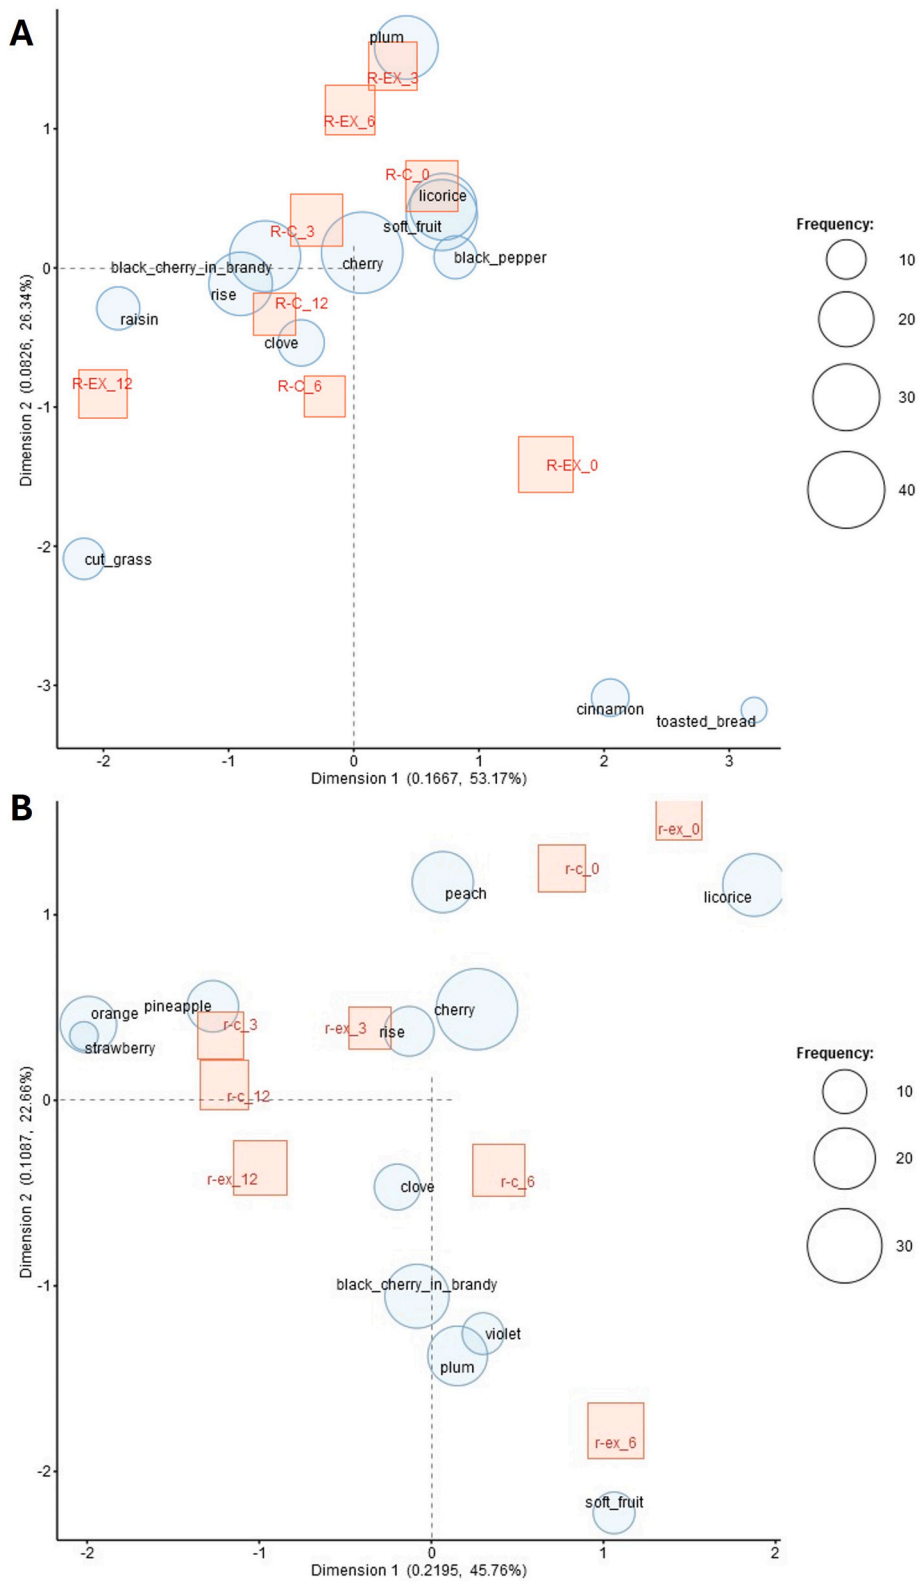 A
plum
R-EX_3
1
R-EX_6
R-C_0
licorice
Frequency:
R-C_3
soft_fruit
black_pepper
10
0
black_cherry_in_brandy
cherry
rise
R-C_12
20
raisin
clove
R-EX_12
R-C_6
30
-1
R-EX_0
40
-2
cut_grass
-3
cinnamon
toasted_bread
Dimension 2 (0.0826, 26.34%)
-2 -1 0 1 2 3
Dimension 1 (0.1667, 53.17%)
B
r-ex_0
r-c_0
peach
licorice
1
orange
pineapple
cherry
r-c_3
r-ex_3
rise
strawberry
Frequency:
10
0
r-c_12
20
r-ex_12
clove
r-c_6
30
-1
black_cherry_in_brandy
violet
plum
r-ex_6
-2
soft_fruit
Dimension 2 (0.1087, 22.66%)
-2 -1 0 1 2
Dimension 1 (0.2195, 45.76%)